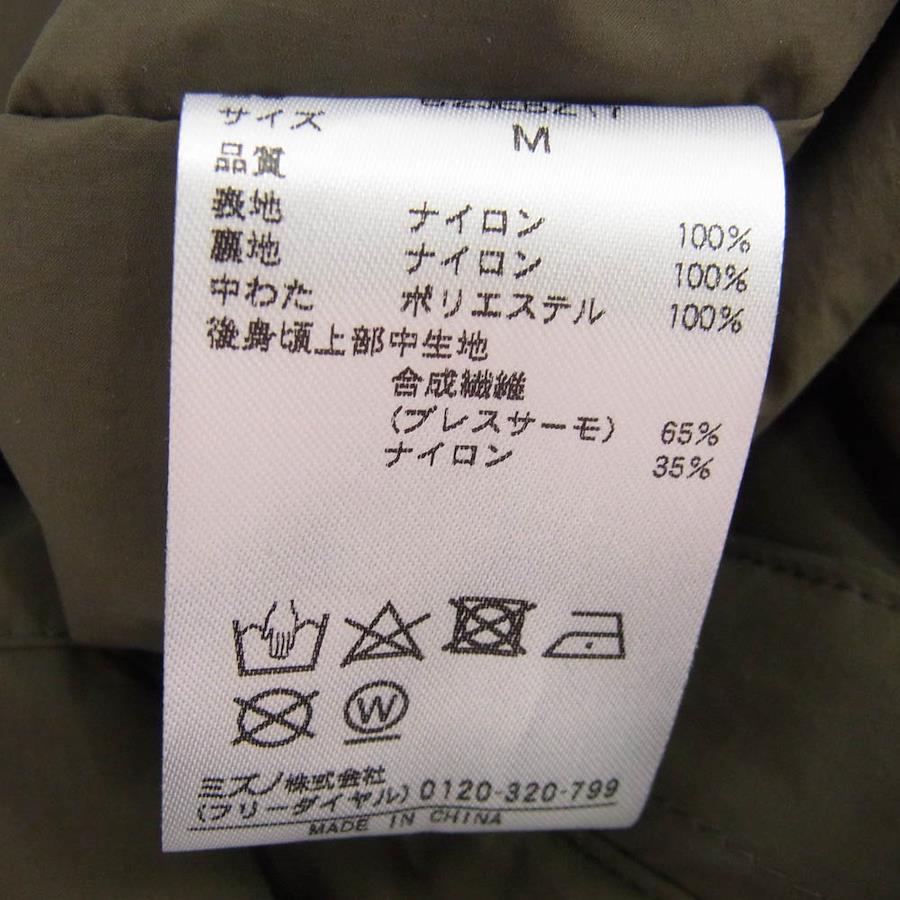 サイズ M
品質
表地 ナイロン 100%
裏地 ナイロン 100%
中わた ポリエステル 100%
後身頃上部中生地
合成繊維
(ブレスサーモ) 65%
ナイロン 35%
W
ミズノ株式会社
(フリーダイヤル) 0120-320-799
MADE IN CHINA